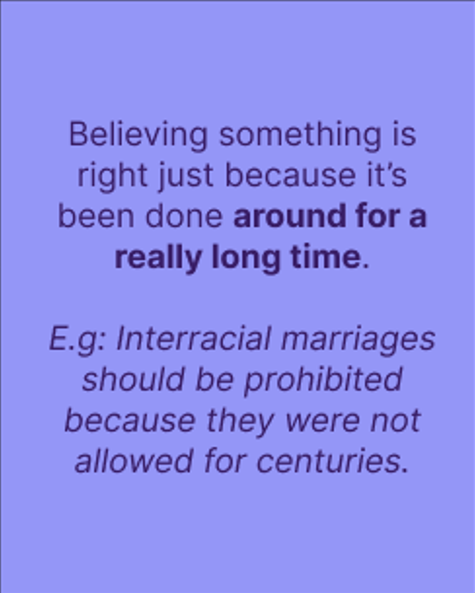 Believing something is
right just because it’s
been done around for a
really long time.
E.g: Interracial marriages
should be prohibited
because they were not
allowed for centuries.